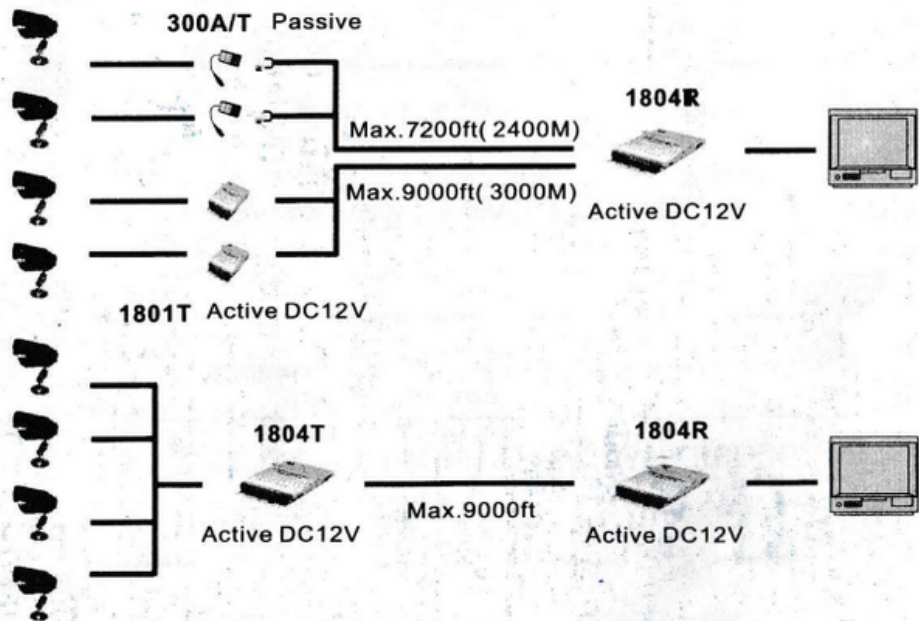 300A/T Passive
1804R
Max.7200ft( 2400M)
Max.9000ft( 3000M)
Active DC12V
1801T Active DC12V
1804T
1804R
Max.9000ft
Active DC12V
Active DC12V